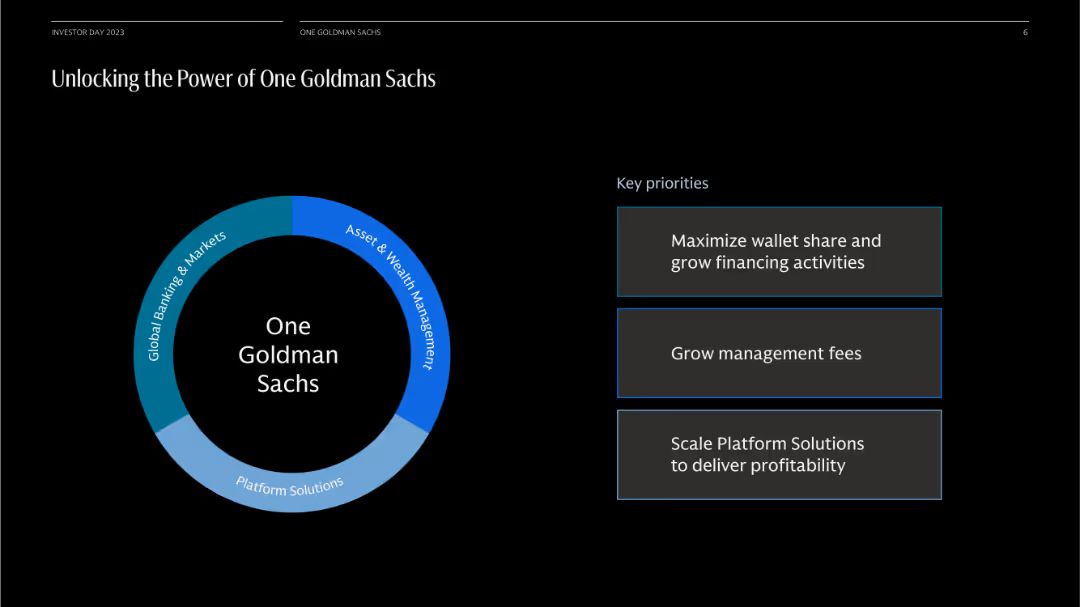 INVESTOR DAY 2023
ONE GOLDMAN SACHS
6
Unlocking the Power of One Goldman Sachs
Global Banking & Markets
Asset & Wealth Management
Platform Solutions
One
Goldman
Sachs
Key priorities
Maximize wallet share and
grow financing activities
Grow management fees
Scale Platform Solutions
to deliver profitability